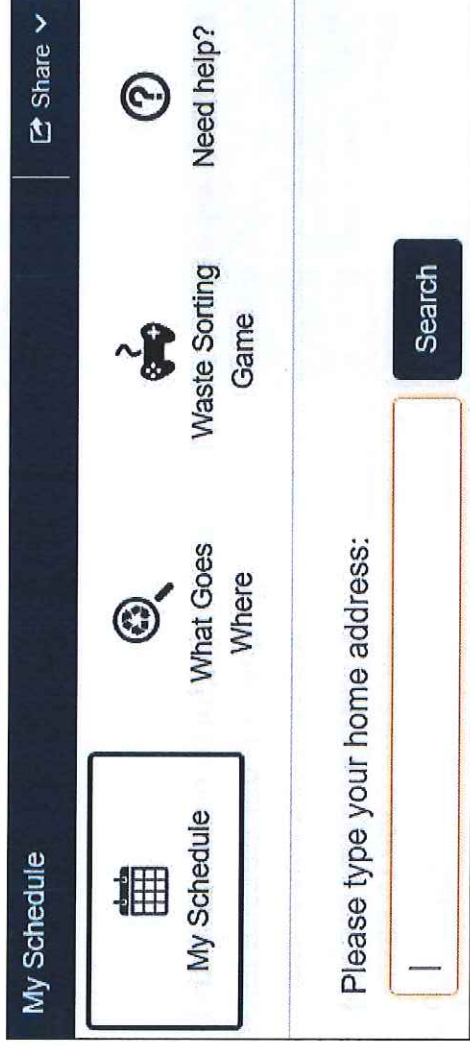 My Schedule
Share
My Schedule
What Goes
Where
Waste Sorting
Game
Need help?
Please type your home address:
Search